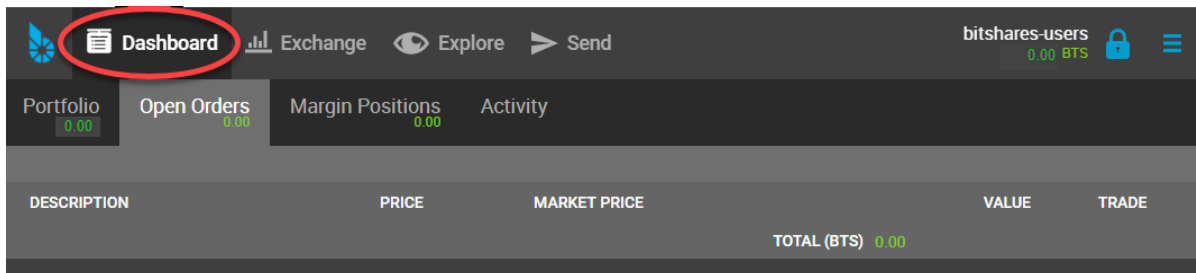 Dashboard Exchange Explore Send bitshares-users
0.00 BTS
Portfolio Open Orders Margin Positions Activity
0.00 0.00 0.00
DESCRIPTION PRICE MARKET PRICE VALUE TRADE
TOTAL (BTS) 0.00